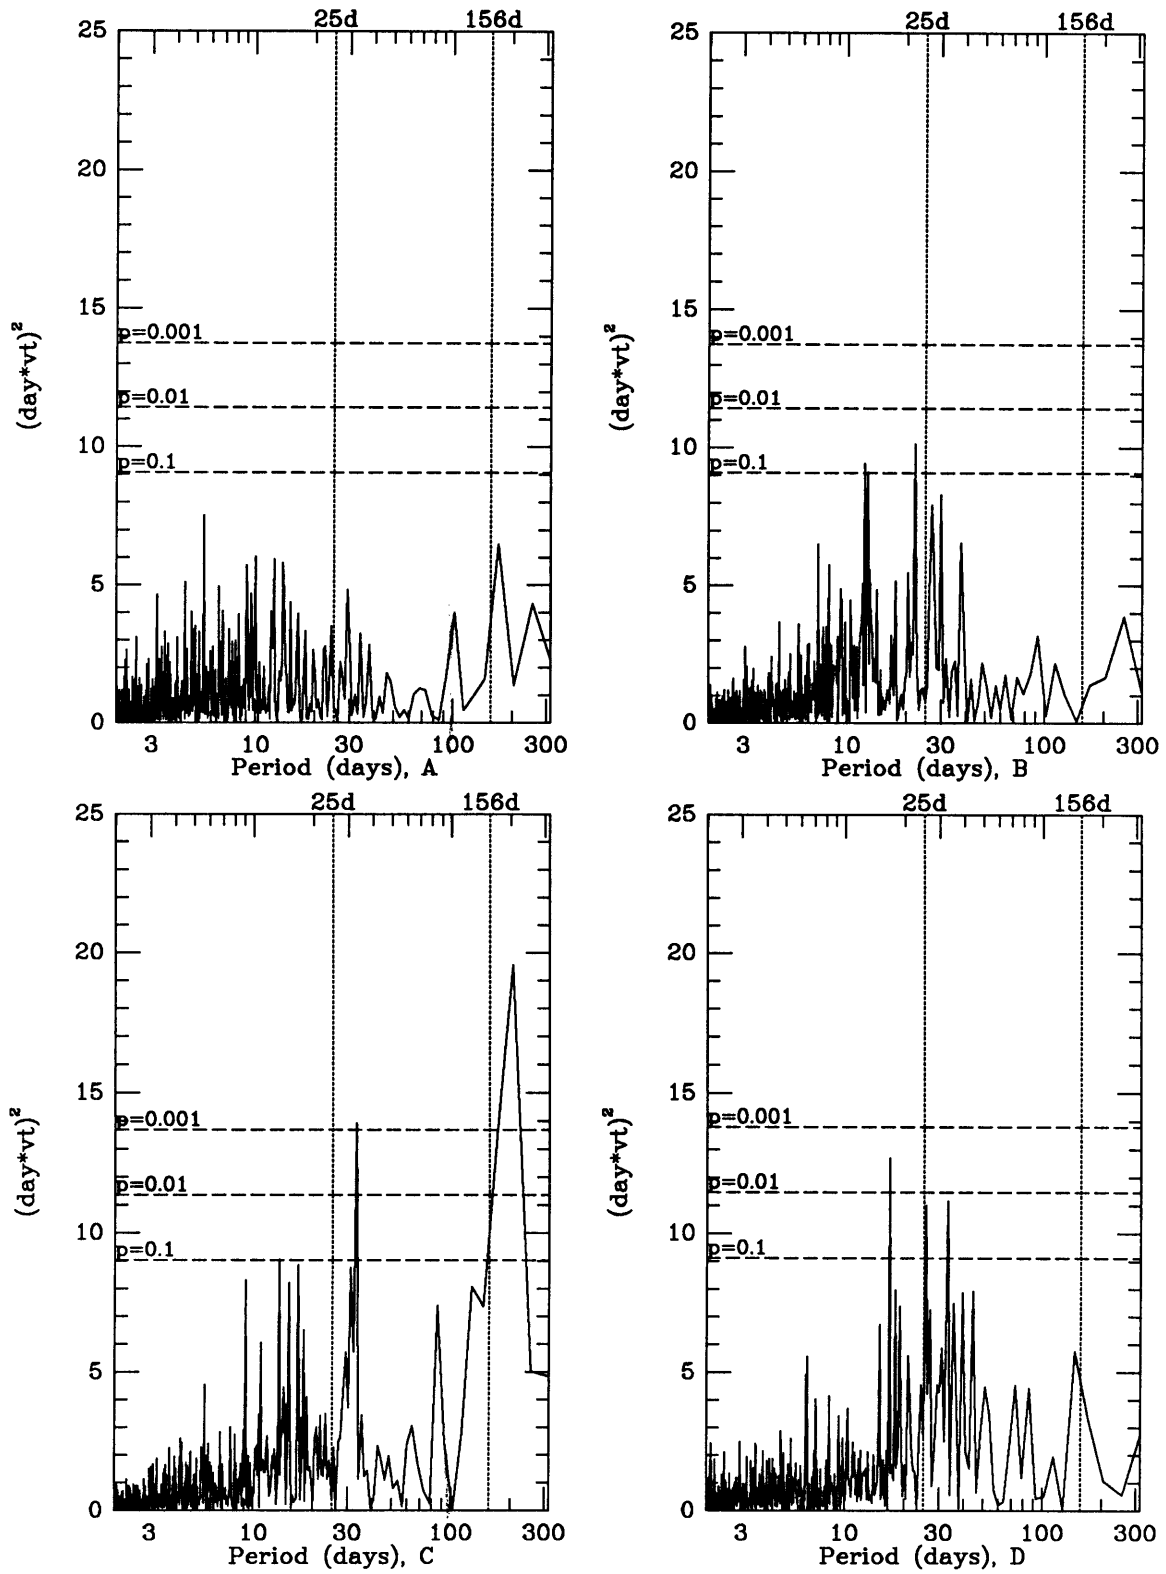 25d 156d
25
20
15
10
5
0
p=0.001
p=0.01
p=0.1
(day*vt)²
3 10 30 100 300
Period (days), A
25d 156d
25
20
15
10
5
0
p=0.001
p=0.01
p=0.1
(day*vt)²
3 10 30 100 300
Period (days), B
25d 156d
25
20
15
10
5
0
p=0.001
p=0.01
p=0.1
(day*vt)²
3 10 30 100 300
Period (days), C
25d 156d
25
20
15
10
5
0
p=0.001
p=0.01
p=0.1
(day*vt)²
3 10 30 100 300
Period (days), D